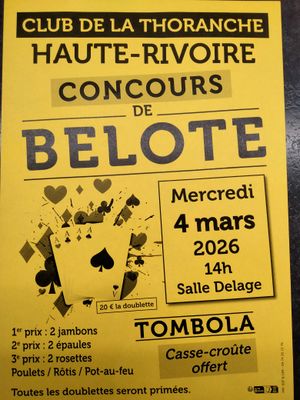 CLUB DE LA THORANCHE
HAUTE-RIVOIRE
CONCOURS
DE
BELOTE
Mercredi
4 mars
2026
14h
Salle Delage
20 € la doublette
1er prix : 2 jambons
2e prix : 2 épaules
3e prix : 2 rosettes
Poulets / Rôtis / Pot-au-feu
TOMBOLA
Casse-croûte
offert
Toutes les doublettes seront primées.